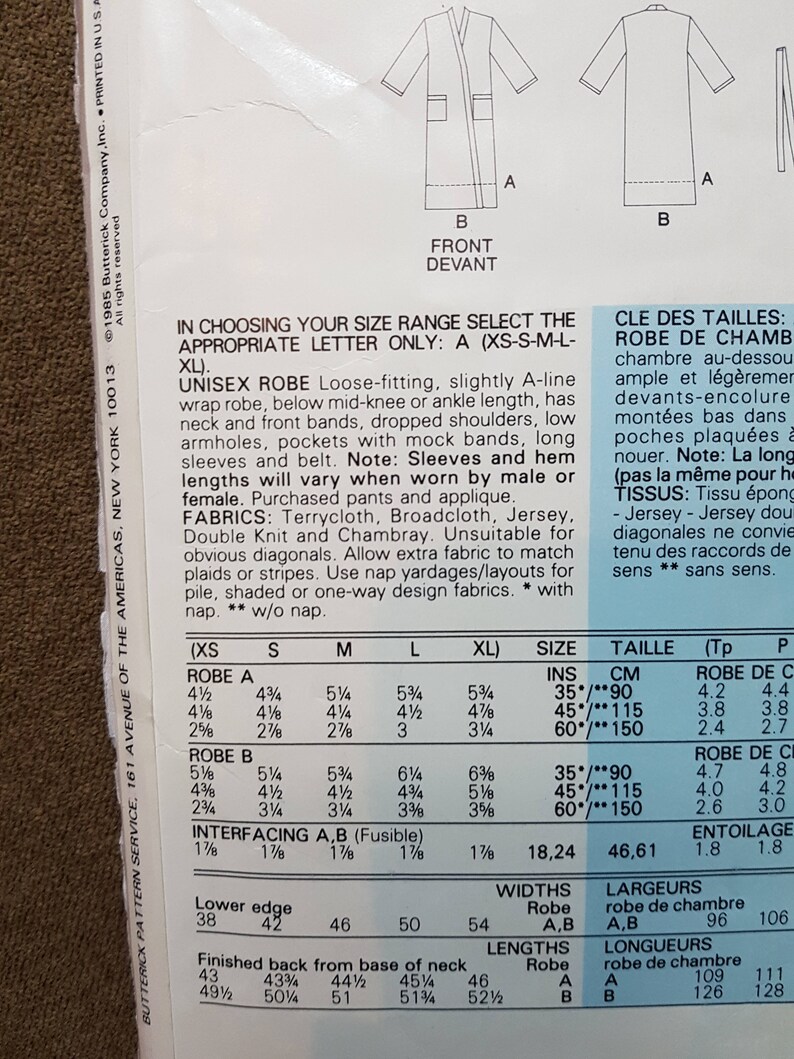 A
A
B
B
FRONT
DEVANT
©1985 Butterick Company, Inc. • PRINTED IN U.S.A
All rights reserved
BUTTERICK PATTERN SERVICE, 161 AVENUE OF THE AMERICAS, NEW YORK 10013
IN CHOOSING YOUR SIZE RANGE SELECT THE
APPROPRIATE LETTER ONLY: A (XS-S-M-L-
XL).
UNISEX ROBE Loose-fitting, slightly A-line
wrap robe, below mid-knee or ankle length, has
neck and front bands, dropped shoulders, low
armholes, pockets with mock bands, long
sleeves and belt. Note: Sleeves and hem
lengths will vary when worn by male or
female. Purchased pants and applique.
FABRICS: Terrycloth, Broadcloth, Jersey,
Double Knit and Chambray. Unsuitable for
obvious diagonals. Allow extra fabric to match
plaids or stripes. Use nap yardages/layouts for
pile, shaded or one-way design fabrics. * with
nap. ** w/o nap.
CLE DES TAILLES:
ROBE DE CHAMB
chambre au-dessou
ample et légèremen
devants-encolure
montées bas dans
poches plaquées à
nouer. Note: La long
(pas la même pour h
TISSUS: Tissu épong
- Jersey - Jersey dou
diagonales ne convie
tenu des raccords de
sens ** sans sens.
(XS S M L XL) SIZE TAILLE (Tp P
ROBE A INS CM ROBE DE C
4½ 4¾ 5¼ 5¾ 5¾ 35*/**90 4.2 4.4
4⅛ 4⅛ 4¼ 4½ 4⅞ 45*/**115 3.8 3.8
2⅝ 2⅞ 2⅞ 3 3¼ 60*/**150 2.4 2.7
ROBE B ROBE DE C
5⅛ 5¼ 5¾ 6¼ 6⅜ 35*/**90 4.7 4.8
4⅜ 4½ 4½ 4¾ 5⅛ 45*/**115 4.0 4.2
2¾ 3¼ 3¼ 3⅜ 3⅝ 60*/**150 2.6 3.0
INTERFACING A,B (Fusible) ENTOILAGE
1⅞ 1⅞ 1⅞ 1⅞ 1⅞ 18,24 46,61 1.8 1.8
WIDTHS LARGEURS
Lower edge Robe robe de chambre
38 42 46 50 54 A,B A,B 96 106
LENGTHS LONGUEURS
Finished back from base of neck Robe robe de chambre
43 43¾ 44½ 45¼ 46 A A 109 111
49½ 50¼ 51 51¾ 52½ B B 126 128